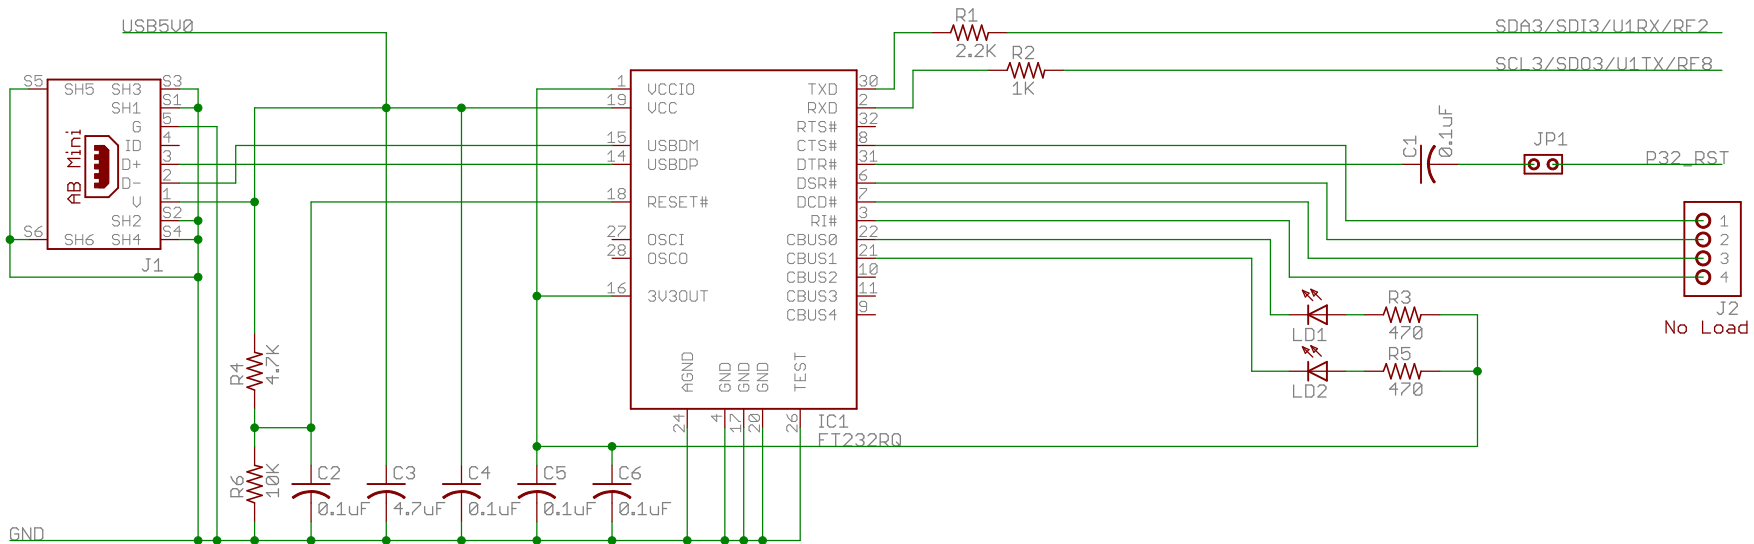 USB5V0
R1
2.2K
SDA3/SDI3/U1RX/RF2
R2
1K
SCL3/SDO3/U1TX/RF8
S5
SH5
SH3
S3
SH1
S1
G
5
ID
4
D+
3
D-
2
V
1
SH2
S2
S6
SH6
SH4
S4
AB Mini
J1
1
VCCIO
19
VCC
15
USBDM
14
USBDP
18
RESET#
27
OSCI
28
OSCO
16
3V3OUT
TXD
30
RXD
2
RTS#
32
CTS#
8
DTR#
31
DSR#
6
DCD#
7
RI#
3
CBUS0
22
CBUS1
21
CBUS2
10
CBUS3
11
CBUS4
9
AGND
GND
GND
GND
TEST
24
4
17
20
26
IC1
FT232RQ
C1
0.1uF
JP1
P32_RST
1
2
3
4
J2
No Load
LD1
R3
470
LD2
R5
470
R4
4.7K
R6
10K
C2
0.1uF
C3
4.7uF
C4
0.1uF
C5
0.1uF
C6
0.1uF
GND